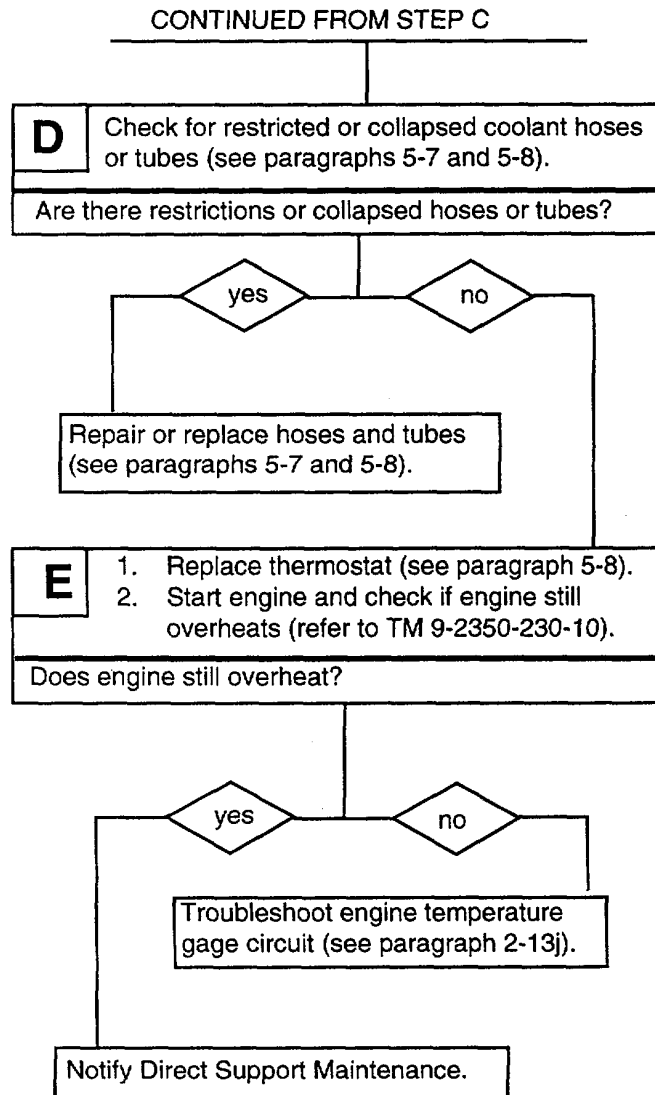 CONTINUED FROM STEP C
D
Check for restricted or collapsed coolant hoses
or tubes (see paragraphs 5-7 and 5-8).
Are there restrictions or collapsed hoses or tubes?
yes
no
Repair or replace hoses and tubes
(see paragraphs 5-7 and 5-8).
E
1. Replace thermostat (see paragraph 5-8).
2. Start engine and check if engine still
overheats (refer to TM 9-2350-230-10).
Does engine still overheat?
yes
no
Troubleshoot engine temperature
gage circuit (see paragraph 2-13j).
Notify Direct Support Maintenance.